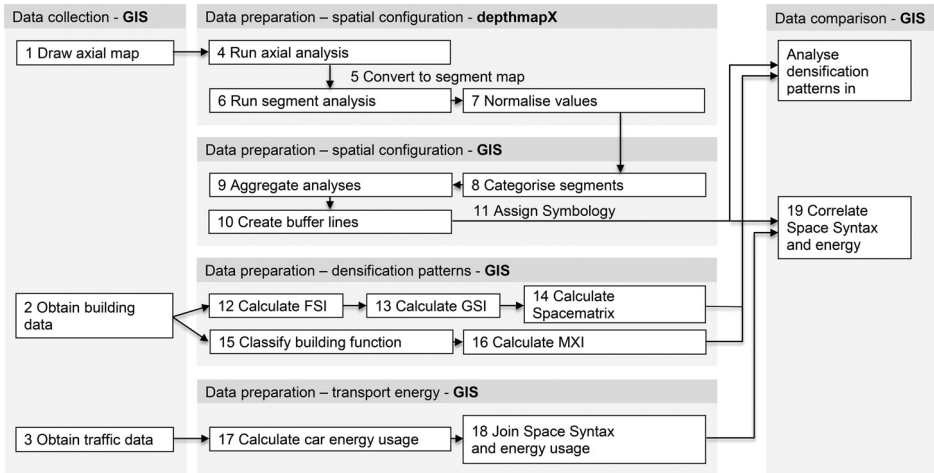 Data collection - GIS
1 Draw axial map
2 Obtain building
data
3 Obtain traffic data
Data preparation – spatial configuration - depthmapX
4 Run axial analysis
5 Convert to segment map
6 Run segment analysis
7 Normalise values
Data preparation – spatial configuration - GIS
9 Aggregate analyses
8 Categorise segments
10 Create buffer lines
11 Assign Symbology
Data preparation – densification patterns - GIS
12 Calculate FSI
13 Calculate GSI
14 Calculate
Spacematrix
15 Classify building function
16 Calculate MXI
Data preparation – transport energy - GIS
17 Calculate car energy usage
18 Join Space Syntax
and energy usage
Data comparison - GIS
Analyse
densification
patterns in
19 Correlate
Space Syntax
and energy